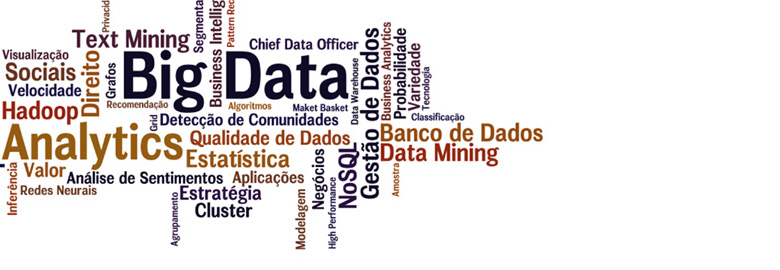 Privacid
Segmenta
Business Intellig
Pattern Rec
Text Mining
Chief Data Officer
Visualização
Sociais
Velocidade
Hadoop
Direito
Grafos
Big Data
Recomendação
Algoritmos
Maket Basket
Data Warehouse
Gestão de Dados
Business Analytics
Probabilidade
Variedade
Tecnologia
Classificação
Grid
Detecção de Comunidades
Analytics
Qualidade de Dados
Banco de Dados
Estatística
Data Mining
Inferência
Valor
Análise de Sentimentos
Aplicações
Redes Neurais
Estratégia
Cluster
Agrupamento
Modelagem
Negócios
High Performance
NoSQL
Amostra